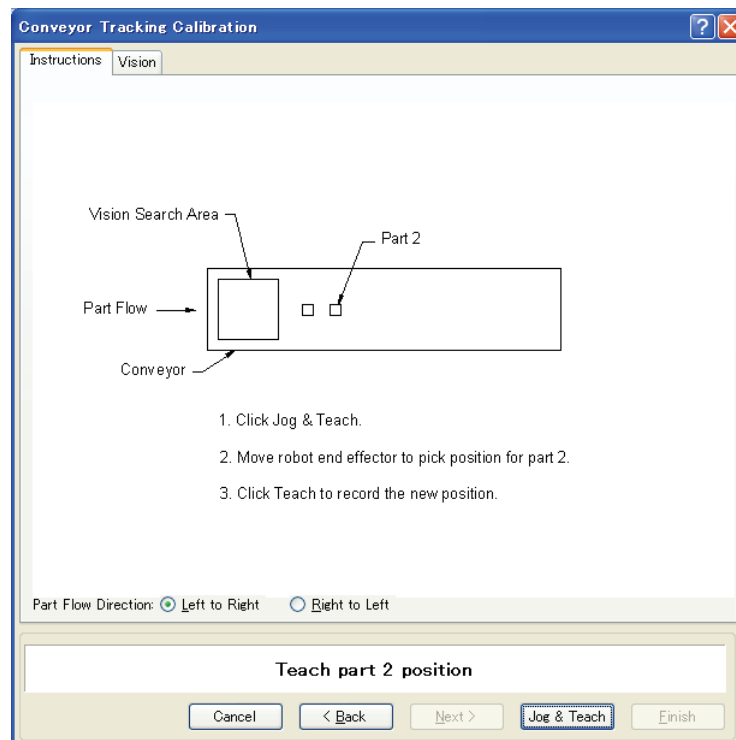 Conveyor Tracking Calibration
Instructions
Vision
Vision Search Area
Part 2
Part Flow
Conveyor
1. Click Jog & Teach.
2. Move robot end effector to pick position for part 2.
3. Click Teach to record the new position.
Part Flow Direction: Left to Right Right to Left
Teach part 2 position
Cancel < Back Next > Jog & Teach Finish